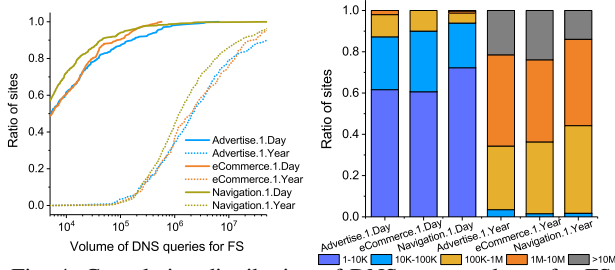 1.0
0.8
0.6
0.4
0.2
0.0
Ratio of sites
10^4
10^5
10^6
10^7
Volume of DNS queries for FS
Advertise.1.Day
Advertise.1.Year
eCommerce.1.Day
eCommerce.1.Year
Navigation.1.Day
Navigation.1.Year
1.0
0.8
0.6
0.4
0.2
0.0
Ratio of sites
Advertise.1.Day
eCommerce.1.Day
Navigation.1.Day
Advertise.1.Year
eCommerce.1.Year
Navigation.1.Year
1-10K
10K-100K
100K-1M
1M-10M
>10M